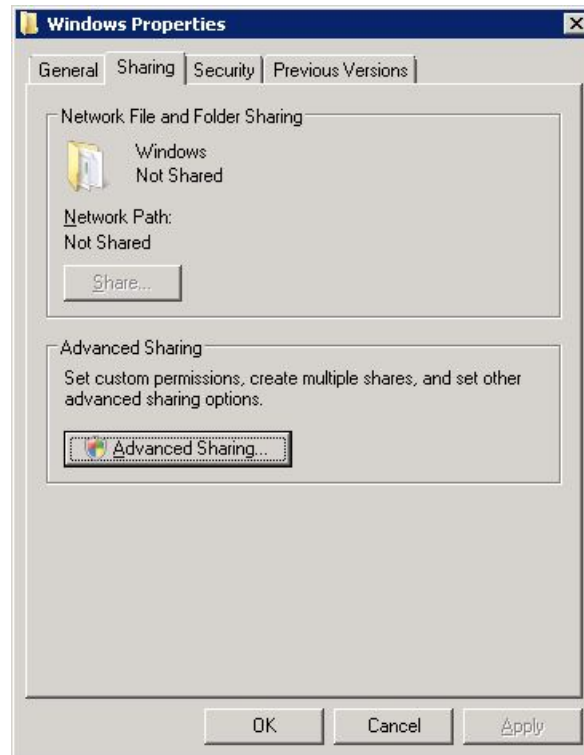 Windows Properties
General Sharing Security Previous Versions
Network File and Folder Sharing
Windows
Not Shared
Network Path:
Not Shared
Share...
Advanced Sharing
Set custom permissions, create multiple shares, and set other
advanced sharing options.
Advanced Sharing...
OK Cancel Apply